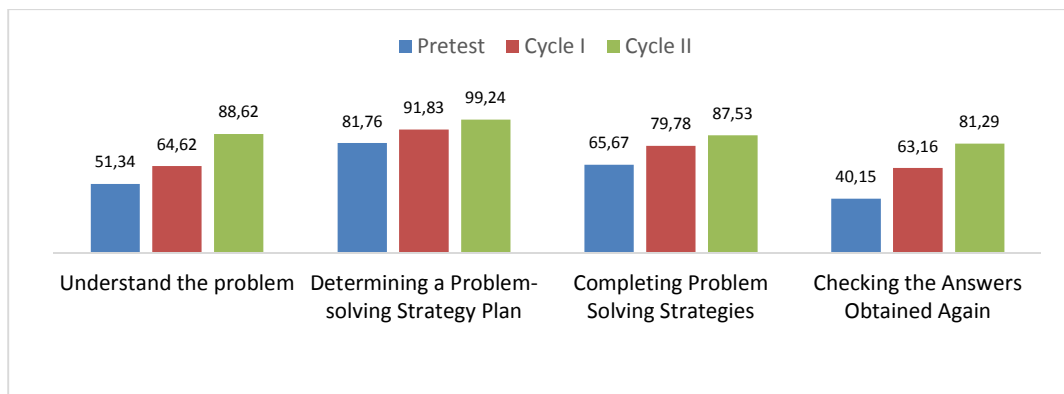 Pretest Cycle I Cycle II
51,34 64,62 88,62
81,76 91,83 99,24
65,67 79,78 87,53
40,15 63,16 81,29
Understand the problem
Determining a Problem-
solving Strategy Plan
Completing Problem
Solving Strategies
Checking the Answers
Obtained Again